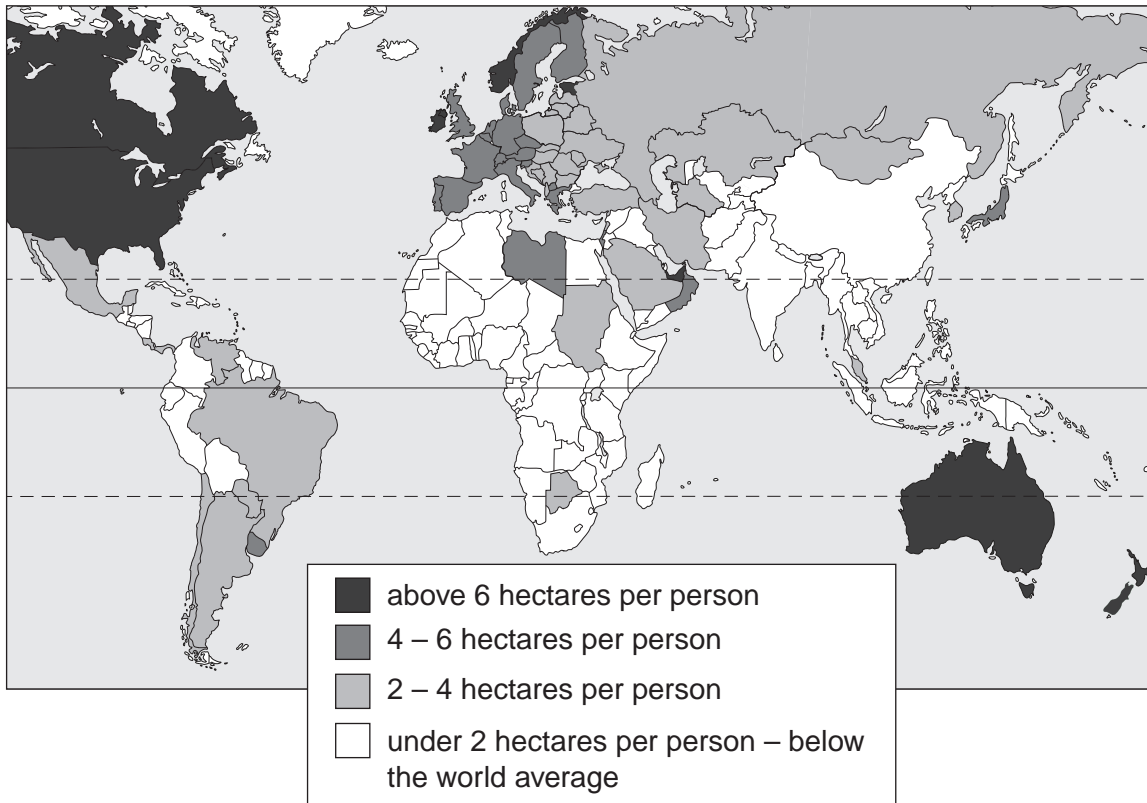 above 6 hectares per person
4 – 6 hectares per person
2 – 4 hectares per person
under 2 hectares per person – below
the world average